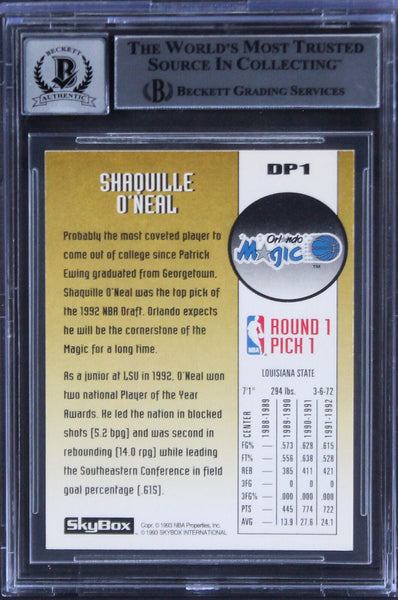 BECKETT
B
AUTHENTIC
THE WORLD'S MOST TRUSTED
SOURCE IN COLLECTING™
B BECKETT GRADING SERVICES
DP1
SHAQUILLE
O'NEAL
Orlando
Magic
TM
Probably the most coveted player to
come out of college since Patrick
Ewing graduated from Georgetown,
Shaquille O'Neal was the top pick of
the 1992 NBA Draft. Orlando expects
he will be the cornerstone of the
Magic for a long time.
As a junior at LSU in 1992, O'Neal won
two national Player of the Year
Awards. He led the nation in blocked
shots (5.2 bpg) and was second in
rebounding (14.0 rpg) while leading
the Southeastern Conference in field
goal percentage (.615).
NBA
ROUND 1
PICK 1
LOUISIANA STATE
7'1" 294 lbs. 3-6-72
CENTER 1988-1989 1989-1990 1990-1991 1991-1992
FG% — .573 .628 .615
FT% — .556 .638 .528
REB — 385 411 421
3FG — 0 0 0
3FG% — .000 .000 .000
PTS — 445 774 722
AVG — 13.9 27.6 24.1
SkyBox
Copr. © 1993 NBA Properties, Inc.
© 1993 SKYBOX INTERNATIONAL